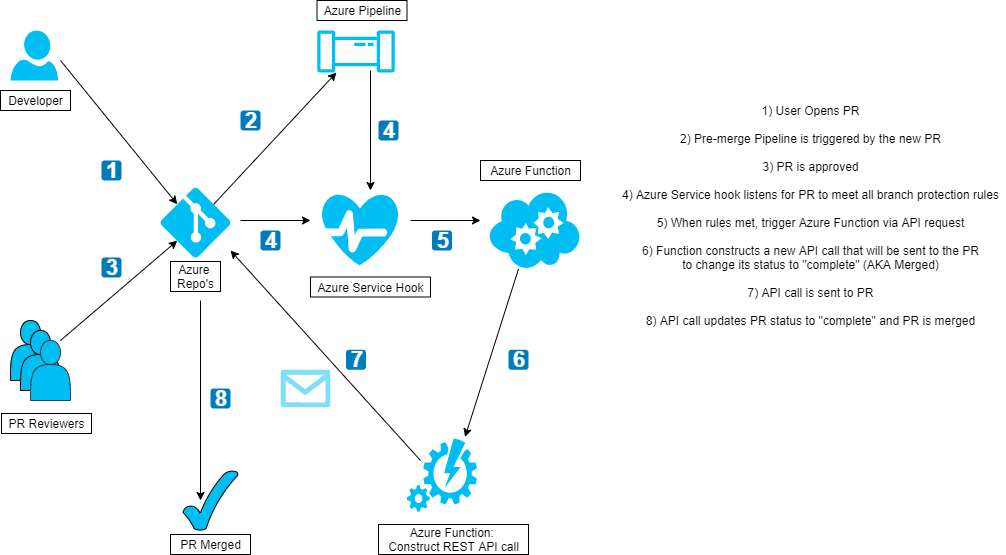 Azure Pipeline
Developer
2
4
1
1) User Opens PR
2) Pre-merge Pipeline is triggered by the new PR
3) PR is approved
4) Azure Service hook listens for PR to meet all branch protection rules
5) When rules met, trigger Azure Function via API request
6) Function constructs a new API call that will be sent to the PR
to change its status to "complete" (AKA Merged)
7) API call is sent to PR
8) API call updates PR status to "complete" and PR is merged
Azure Function
4
5
3
Azure
Repo's
Azure Service Hook
7
6
8
PR Reviewers
PR Merged
Azure Function:
Construct REST API call